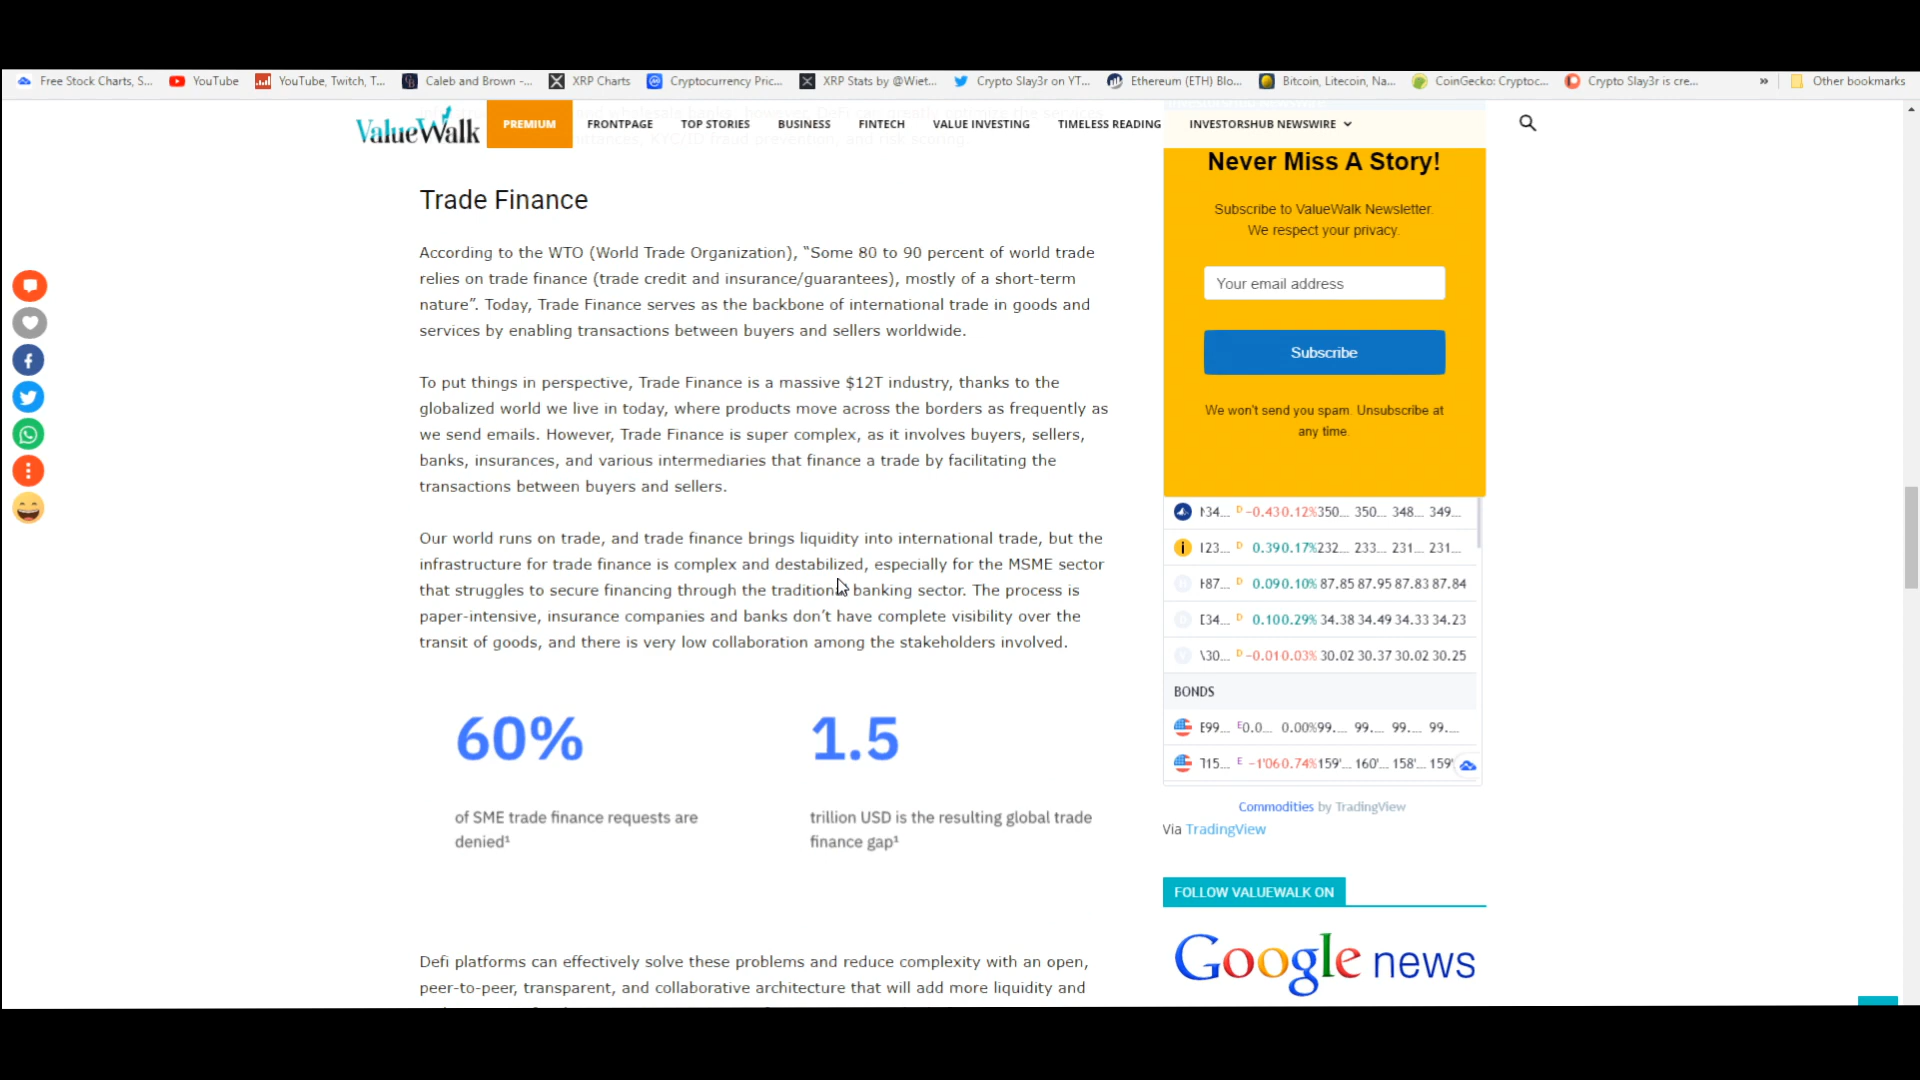 Free Stock Charts, S...
YouTube
YouTube, Twitch, T...
Caleb and Brown -...
XRP Charts
Cryptocurrency Pric...
XRP Stats by @Wiet...
Crypto Slay3r on YT...
Ethereum (ETH) Blo...
Bitcoin, Litecoin, Na...
CoinGecko: Cryptoc...
Crypto Slay3r is cre...
»
Other bookmarks
ValueWalk
PREMIUM
FRONTPAGE
TOP STORIES
BUSINESS
FINTECH
VALUE INVESTING
TIMELESS READING
INVESTORSHUB NEWSWIRE
Trade Finance
According to the WTO (World Trade Organization), “Some 80 to 90 percent of world trade
relies on trade finance (trade credit and insurance/guarantees), mostly of a short-term
nature”. Today, Trade Finance serves as the backbone of international trade in goods and
services by enabling transactions between buyers and sellers worldwide.
To put things in perspective, Trade Finance is a massive $12T industry, thanks to the
globalized world we live in today, where products move across the borders as frequently as
we send emails. However, Trade Finance is super complex, as it involves buyers, sellers,
banks, insurances, and various intermediaries that finance a trade by facilitating the
transactions between buyers and sellers.
Our world runs on trade, and trade finance brings liquidity into international trade, but the
infrastructure for trade finance is complex and destabilized, especially for the MSME sector
that struggles to secure financing through the traditional banking sector. The process is
paper-intensive, insurance companies and banks don’t have complete visibility over the
transit of goods, and there is very low collaboration among the stakeholders involved.
60%
of SME trade finance requests are
denied¹
1.5
trillion USD is the resulting global trade
finance gap¹
Defi platforms can effectively solve these problems and reduce complexity with an open,
peer-to-peer, transparent, and collaborative architecture that will add more liquidity and
Never Miss A Story!
Subscribe to ValueWalk Newsletter.
We respect your privacy.
Your email address
Subscribe
We won't send you spam. Unsubscribe at
any time.
34... D -0.43 0.12% 350... 350... 348... 349...
23... D 0.39 0.17% 232... 233... 231... 231...
87... D 0.09 0.10% 87.85 87.95 87.83 87.84
34... D 0.10 0.29% 34.38 34.49 34.33 34.23
30... D -0.01 0.03% 30.02 30.37 30.02 30.25
BONDS
99... E 0.0... 0.00% 99.... 99.... 99.... 99....
15... E -1'06 0.74% 159'... 160'... 158'... 159'
Commodities by TradingView
Via TradingView
FOLLOW VALUEWALK ON
Google news